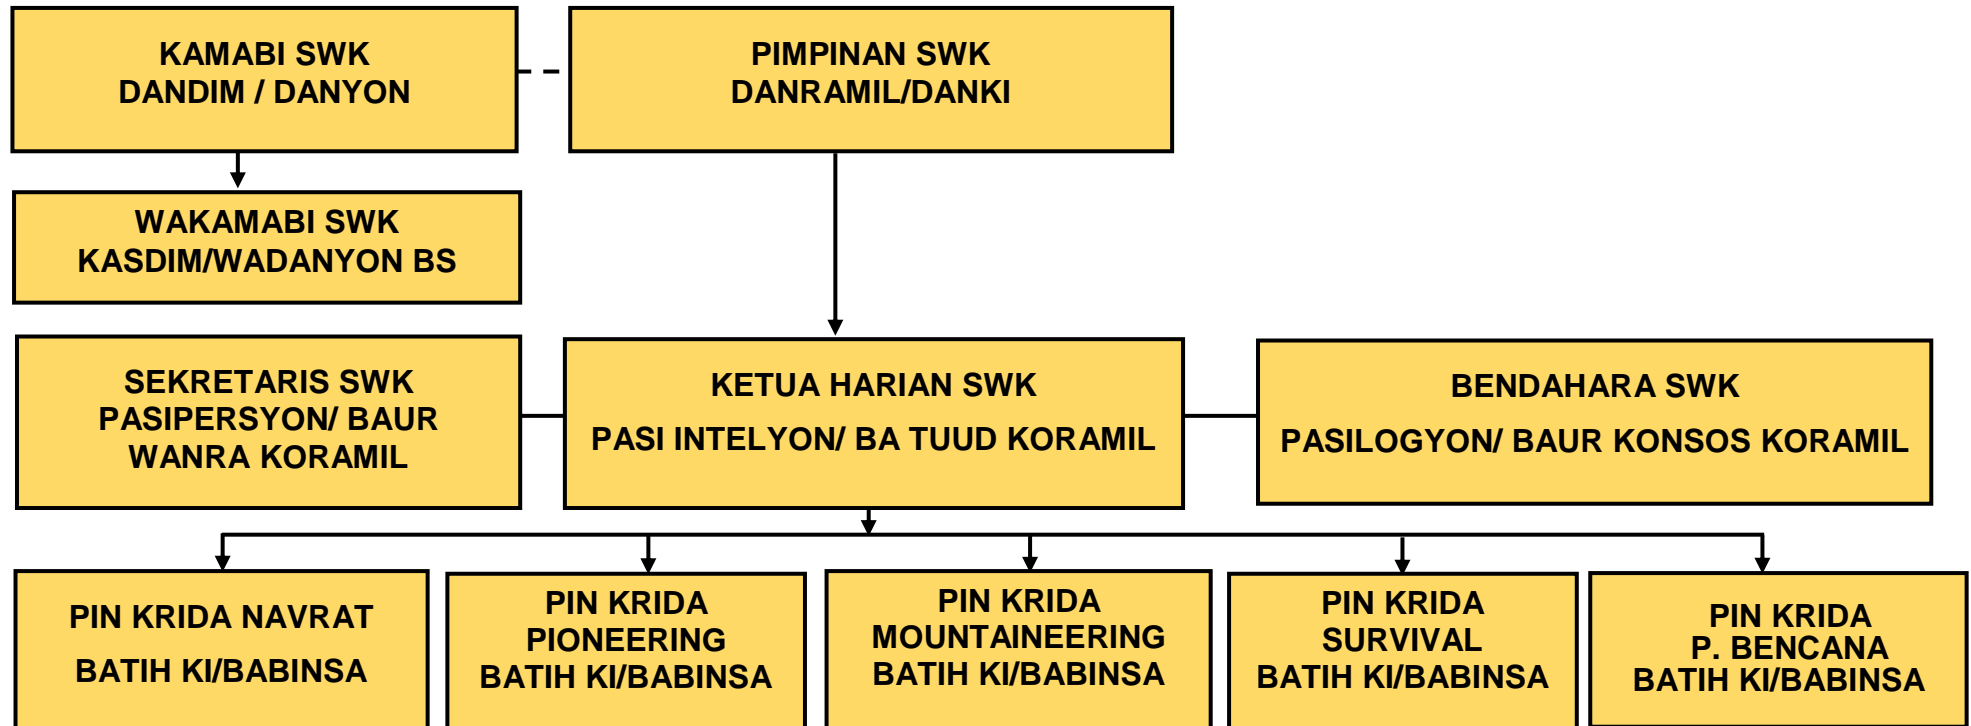 KAMABI SWK
DANDIM / DANYON
PIMPINAN SWK
DANRAMIL/DANKI
WAKAMABI SWK
KASDIM/WADANYON BS
SEKRETARIS SWK
PASIPERSYON/ BAUR
WANRA KORAMIL
KETUA HARIAN SWK
PASI INTELYON/ BA TUUD KORAMIL
BENDAHARA SWK
PASILOGYON/ BAUR KONSOS KORAMIL
PIN KRIDA NAVRAT
BATIH KI/BABINSA
PIN KRIDA
PIONEERING
BATIH KI/BABINSA
PIN KRIDA
MOUNTAINEERING
BATIH KI/BABINSA
PIN KRIDA
SURVIVAL
BATIH KI/BABINSA
PIN KRIDA
P. BENCANA
BATIH KI/BABINSA